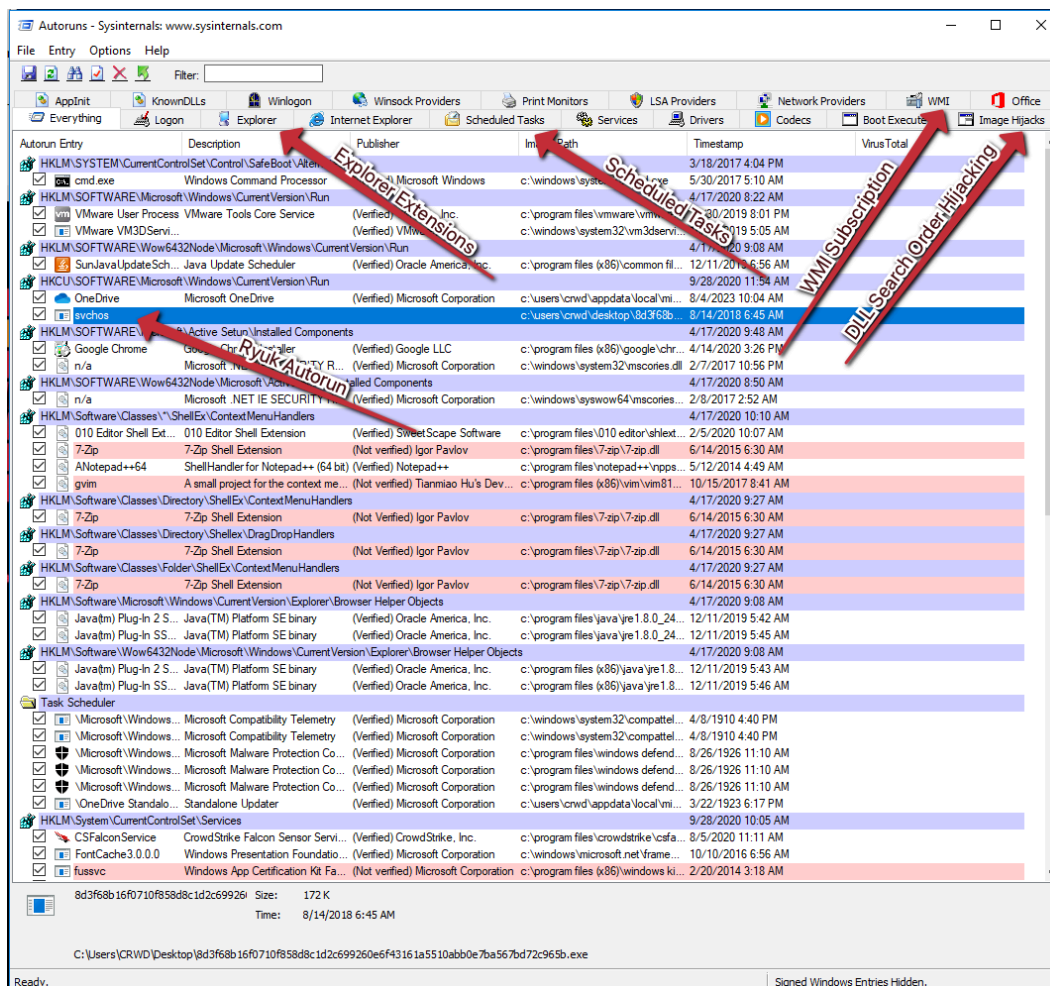 Autoruns - Sysinternals: www.sysinternals.com
File Entry Options Help
Filter:
AppInit KnownDLLs Winlogon Winsock Providers Print Monitors LSA Providers Network Providers WMI Office
Everything Logon Explorer Internet Explorer Scheduled Tasks Services Drivers Codecs Boot Execute Image Hijacks
Autorun Entry Description Publisher Path Timestamp VirusTotal
HKLM\SYSTEM\CurrentControlSet\Control\SafeBoot\Alter 3/18/2017 4:04 PM
cmd.exe Windows Command Processor Microsoft Windows c:\windows\system 5/30/2017 5:10 AM
HKLM\SOFTWARE\Microsoft\Windows\CurrentVersion\Run 4/17/2020 8:22 AM
VMware User Process VMware Tools Core Service (Verified) Inc. c:\program files\vmware\vmw 2019 8:01 PM
VMware VM3DServi... (Verified) c:\windows\system32\vm3dservi... 2019 5:05 AM
HKLM\SOFTWARE\Wow6432Node\Microsoft\Windows\CurrentVersion\Run 4/17/2020 9:08 AM
SunJavaUpdateSch... Java Update Scheduler (Verified) Oracle America, Inc. c:\program files (x86)\common fil... 12/11/2019 6:56 AM
HKCU\SOFTWARE\Microsoft\Windows\CurrentVersion\Run 9/28/2020 11:54 AM
OneDrive Microsoft OneDrive (Verified) Microsoft Corporation c:\users\crwd\appdata\local\mi... 8/4/2023 10:04 AM
svchos c:\users\crwd\desktop\8d3f68b... 8/14/2018 6:45 AM
HKLM\SOFTWARE\ \Active Setup\Installed Components 4/17/2020 9:48 AM
Google Chrome (Verified) Google LLC c:\program files (x86)\google\chr... 4/14/2020 3:26 PM
n/a Microsoft (Verified) Microsoft Corporation c:\windows\system32\mscories.dll 2/7/2017 10:56 PM
HKLM\SOFTWARE\Wow6432Node\Microsoft\ Components 4/17/2020 8:50 AM
n/a Microsoft .NET IE SECURITY (Verified) Microsoft Corporation c:\windows\syswow64\mscories... 2/8/2017 2:52 AM
HKLM\Software\Classes\*\ShellEx\ContextMenuHandlers 4/17/2020 10:10 AM
010 Editor Shell Ext... 010 Editor Shell Extension (Verified) SweetScape Software c:\program files\010 editor\shlext... 2/5/2020 10:07 AM
7-Zip 7-Zip Shell Extension (Not verified) Igor Pavlov c:\program files\7-zip\7-zip.dll 6/14/2015 6:30 AM
ANotepad++64 ShellHandler for Notepad++ (64 bit) (Verified) Notepad++ c:\program files\notepad++\npps... 5/12/2014 4:49 AM
gvim A small project for the context me... (Not verified) Tianmiao Hu's Dev... c:\program files (x86)\vim\vim81... 10/15/2017 8:41 AM
HKLM\Software\Classes\Directory\ShellEx\ContextMenuHandlers 4/17/2020 9:27 AM
7-Zip 7-Zip Shell Extension (Not Verified) Igor Pavlov c:\program files\7-zip\7-zip.dll 6/14/2015 6:30 AM
HKLM\Software\Classes\Directory\Shellex\DragDropHandlers 4/17/2020 9:27 AM
7-Zip 7-Zip Shell Extension (Not Verified) Igor Pavlov c:\program files\7-zip\7-zip.dll 6/14/2015 6:30 AM
HKLM\Software\Classes\Folder\ShellEx\ContextMenuHandlers 4/17/2020 9:27 AM
7-Zip 7-Zip Shell Extension (Not Verified) Igor Pavlov c:\program files\7-zip\7-zip.dll 6/14/2015 6:30 AM
HKLM\Software\Microsoft\Windows\CurrentVersion\Explorer\Browser Helper Objects 4/17/2020 9:08 AM
Java(tm) Plug-In 2 S... Java(TM) Platform SE binary (Verified) Oracle America, Inc. c:\program files\java\jre1.8.0_24... 12/11/2019 5:42 AM
Java(tm) Plug-In SS... Java(TM) Platform SE binary (Verified) Oracle America, Inc. c:\program files\java\jre1.8.0_24... 12/11/2019 5:45 AM
HKLM\Software\Wow6432Node\Microsoft\Windows\CurrentVersion\Explorer\Browser Helper Objects 4/17/2020 9:08 AM
Java(tm) Plug-In 2 S... Java(TM) Platform SE binary (Verified) Oracle America, Inc. c:\program files (x86)\java\jre1.8... 12/11/2019 5:43 AM
Java(tm) Plug-In SS... Java(TM) Platform SE binary (Verified) Oracle America, Inc. c:\program files (x86)\java\jre1.8... 12/11/2019 5:46 AM
Task Scheduler
\Microsoft\Windows... Microsoft Compatibility Telemetry (Verified) Microsoft Corporation c:\windows\system32\compattel... 4/8/1910 4:40 PM
\Microsoft\Windows... Microsoft Compatibility Telemetry (Verified) Microsoft Corporation c:\windows\system32\compattel... 4/8/1910 4:40 PM
\Microsoft\Windows... Microsoft Malware Protection Co... (Verified) Microsoft Corporation c:\program files\windows defend... 8/26/1926 11:10 AM
\Microsoft\Windows... Microsoft Malware Protection Co... (Verified) Microsoft Corporation c:\program files\windows defend... 8/26/1926 11:10 AM
\Microsoft\Windows... Microsoft Malware Protection Co... (Verified) Microsoft Corporation c:\program files\windows defend... 8/26/1926 11:10 AM
\OneDrive Standalo... Standalone Updater (Verified) Microsoft Corporation c:\users\crwd\appdata\local\mi... 3/22/1923 6:17 PM
HKLM\System\CurrentControlSet\Services 9/28/2020 10:05 AM
CSFalconService CrowdStrike Falcon Sensor Servi... (Verified) CrowdStrike, Inc. c:\program files\crowdstrike\csfa... 8/5/2020 11:11 AM
FontCache3.0.0.0 Windows Presentation Foundatio... (Verified) Microsoft Corporation c:\windows\microsoft.net\frame... 10/10/2016 6:56 AM
fussvc Windows App Certification Kit Fa... (Not verified) Microsoft Corporation c:\program files (x86)\windows ki... 2/20/2014 3:18 AM
Explorer Extensions
Scheduled Tasks
WMI Subscription
DLL Search Order Hijacking
Ryuk Autorun
8d3f68b16f0710f858d8c1d2c69926 Size: 172 K
Time: 8/14/2018 6:45 AM
C:\Users\CRWD\Desktop\8d3f68b16f0710f858d8c1d2c699260e6f43161a5510abb0e7ba567bd72c965b.exe
Ready. Signed Windows Entries Hidden.